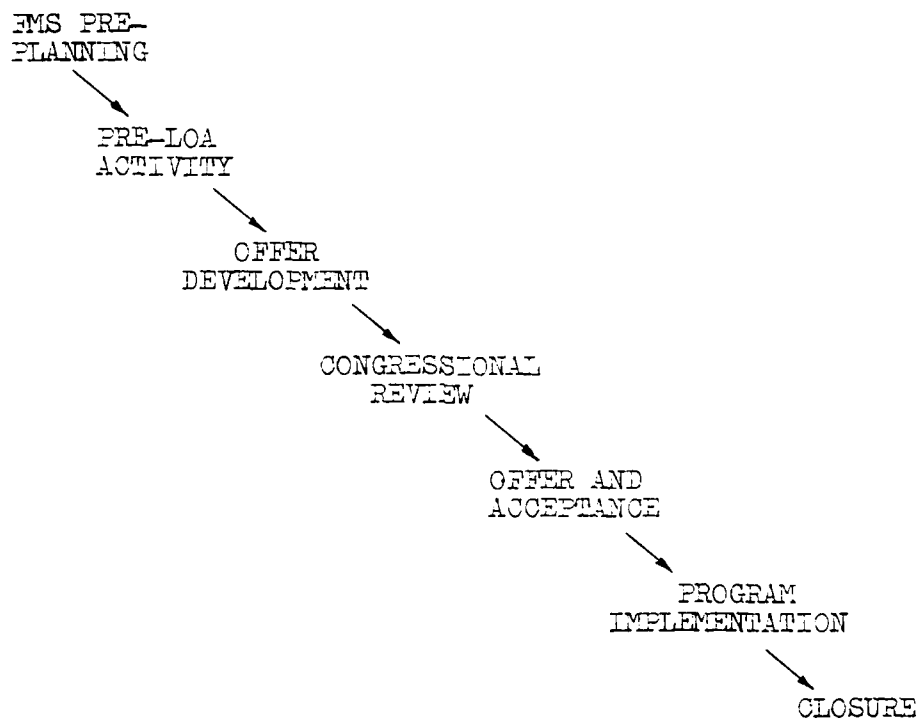 FMS PRE-
PLANNING
PRE-LOA
ACTIVITY
OFFER
DEVELOPMENT
CONGRESSIONAL
REVIEW
OFFER AND
ACCEPTANCE
PROGRAM
IMPLEMENTATION
CLOSURE